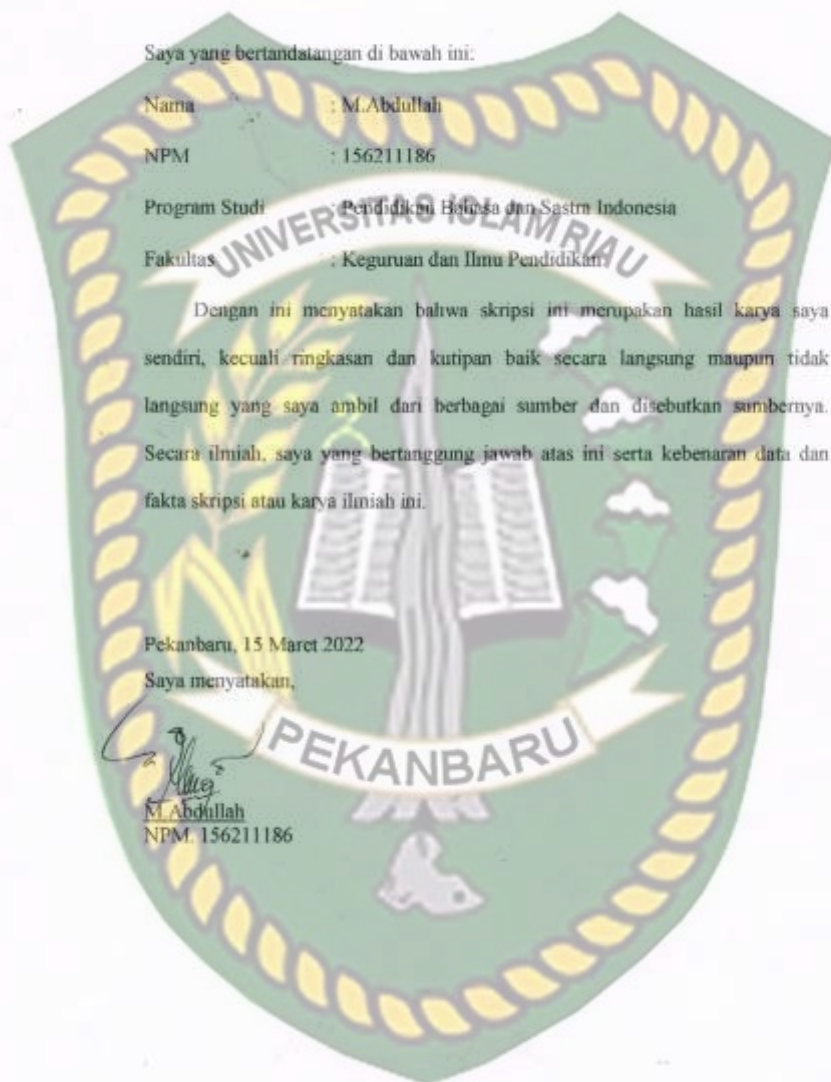 Saya yang bertandatangan di bawah ini:
Nama : M.Abdullah
NPM : 156211186
Program Studi : Pendidikan Bahasa dan Sastra Indonesia
UNIVERSITAS ISLAM RIAU
Fakultas : Keguruan dan Ilmu Pendidikan
Dengan ini menyatakan bahwa skripsi ini merupakan hasil karya saya
sendiri, kecuali ringkasan dan kutipan baik secara langsung maupun tidak
langsung yang saya ambil dari berbagai sumber dan disebutkan sumbernya.
Secara ilmiah, saya yang bertanggung jawab atas ini serta kebenaran data dan
fakta skripsi atau karya ilmiah ini.
Pekanbaru, 15 Maret 2022
Saya menyatakan,
PEKANBARU
M.Abdullah
NPM. 156211186